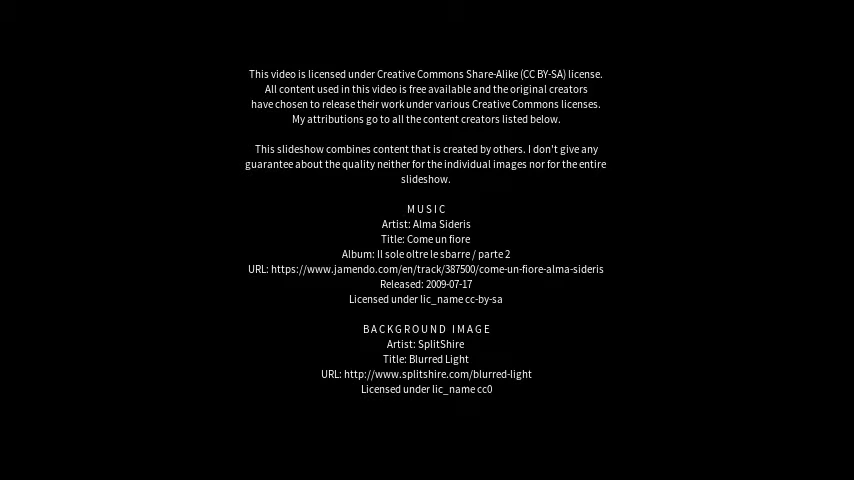 This video is licensed under Creative Commons Share-Alike (CC BY-SA) license.
All content used in this video is free available and the original creators
have chosen to release their work under various Creative Commons licenses.
My attributions go to all the content creators listed below.
This slideshow combines content that is created by others. I don't give any
guarantee about the quality neither for the individual images nor for the entire
slideshow.
MUSIC
Artist: Alma Sideris
Title: Come un fiore
Album: Il sole oltre le sbarre / parte 2
URL: https://www.jamendo.com/en/track/387500/come-un-fiore-alma-sideris
Released: 2009-07-17
Licensed under lic_name cc-by-sa
BACKGROUND IMAGE
Artist: SplitShire
Title: Blurred Light
URL: http://www.splitshire.com/blurred-light
Licensed under lic_name cc0